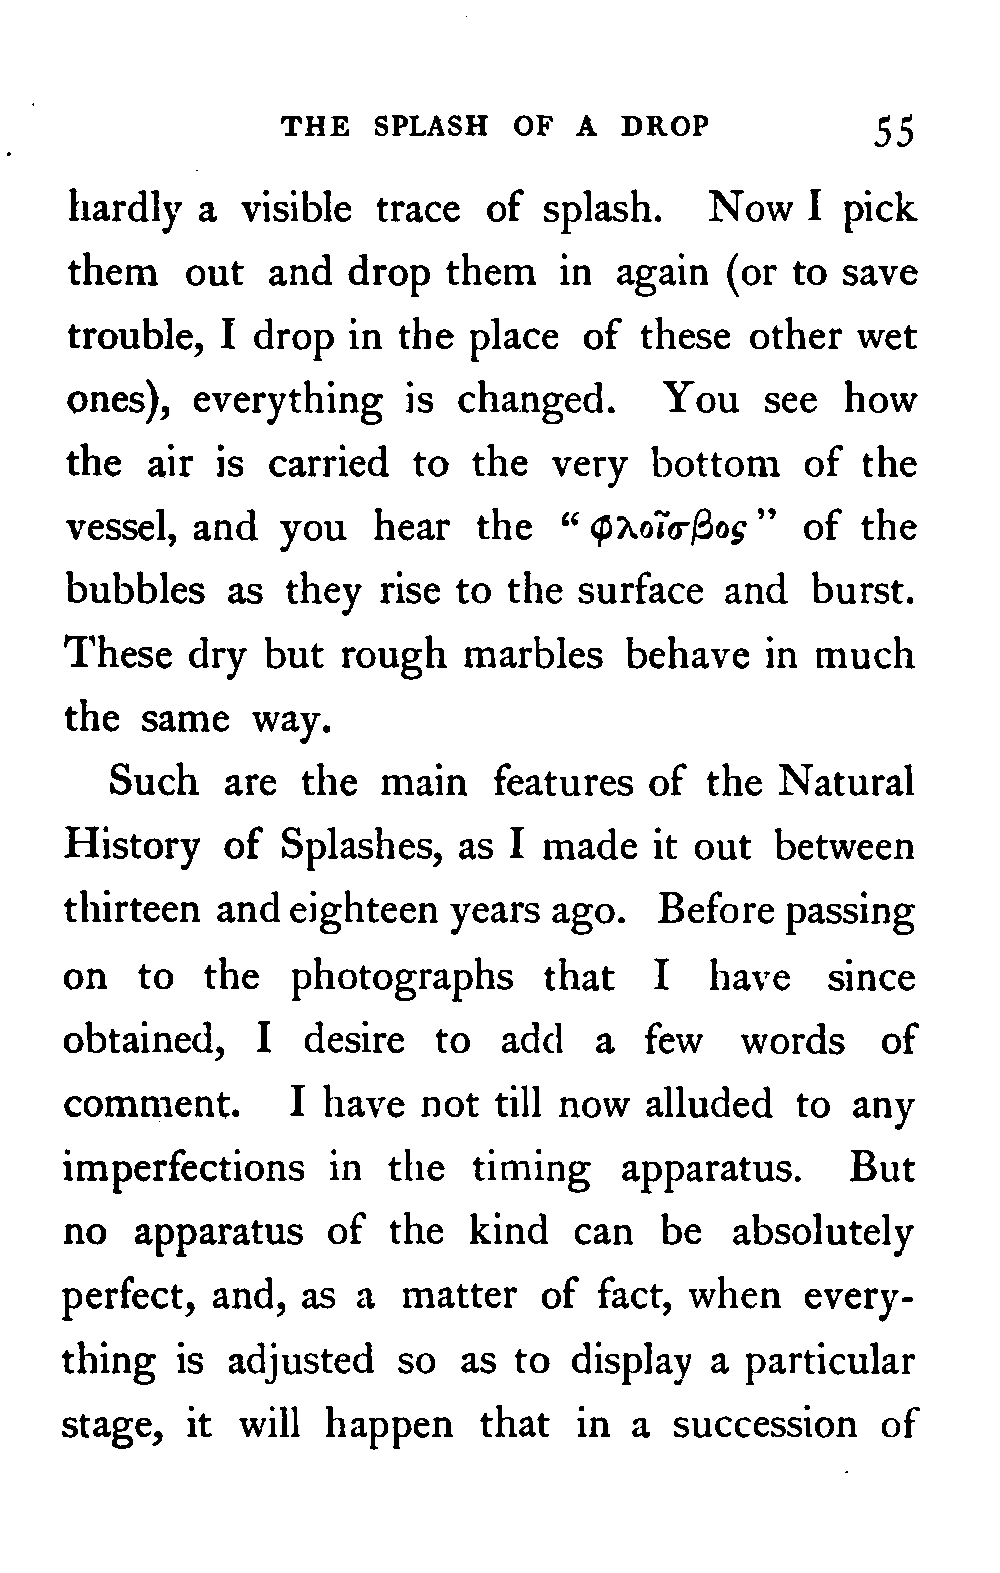 THE SPLASH OF A DROP 55
hardly a visible trace of splash. Now I pick
them out and drop them in again (or to save
trouble, I drop in the place of these other wet
ones), everything is changed. You see how
the air is carried to the very bottom of the
vessel, and you hear the “ φλοῖσβος ” of the
bubbles as they rise to the surface and burst.
These dry but rough marbles behave in much
the same way.
Such are the main features of the Natural
History of Splashes, as I made it out between
thirteen and eighteen years ago. Before passing
on to the photographs that I have since
obtained, I desire to add a few words of
comment. I have not till now alluded to any
imperfections in the timing apparatus. But
no apparatus of the kind can be absolutely
perfect, and, as a matter of fact, when every-
thing is adjusted so as to display a particular
stage, it will happen that in a succession of